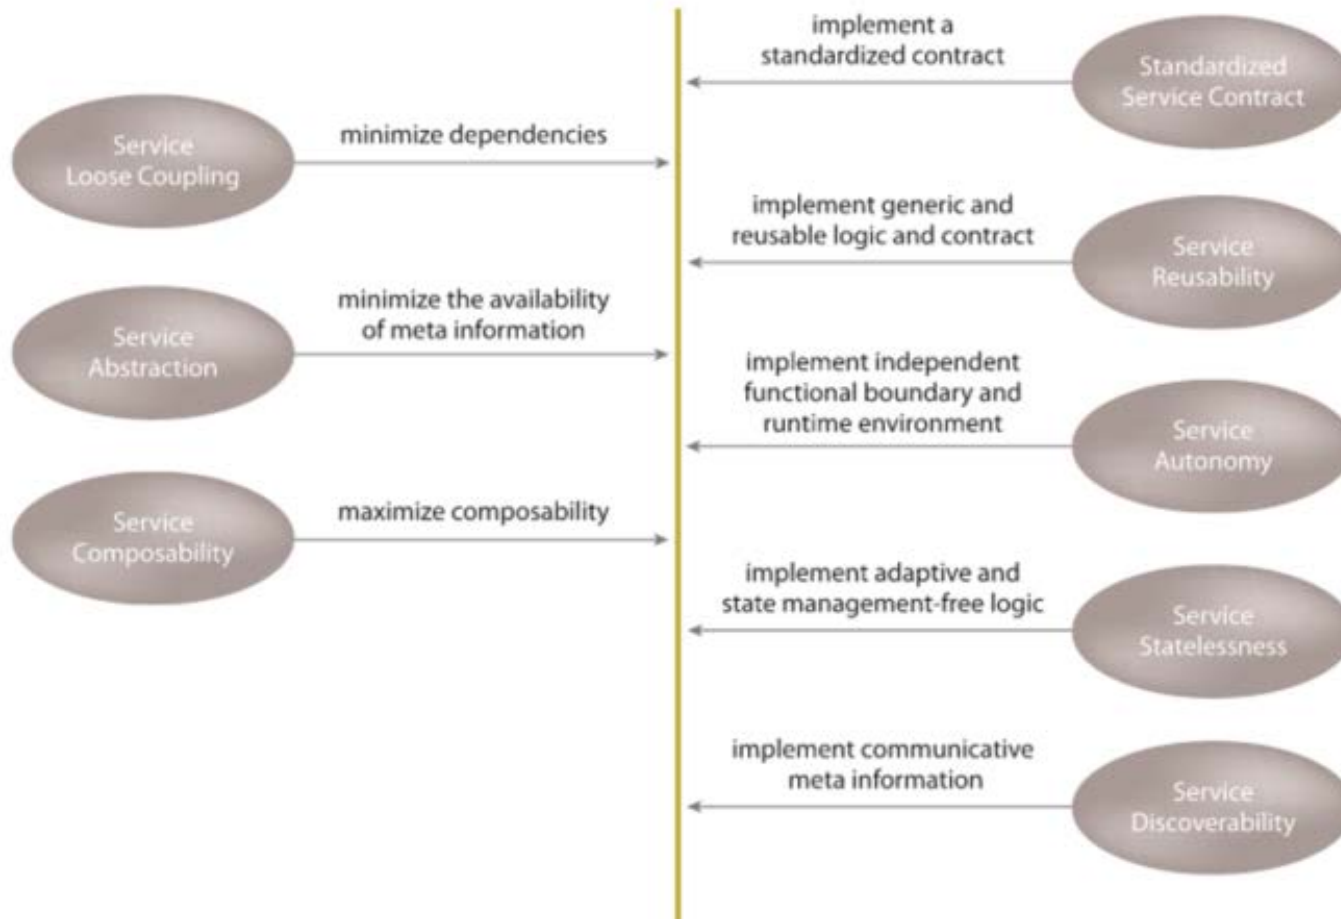 Service
Loose Coupling
minimize dependencies
Service
Abstraction
minimize the availability
of meta information
Service
Composability
maximize composability
implement a
standardized contract
Standardized
Service Contract
implement generic and
reusable logic and contract
Service
Reusability
implement independent
functional boundary and
runtime environment
Service
Autonomy
implement adaptive and
state management-free logic
Service
Statelessness
implement communicative
meta information
Service
Discoverability